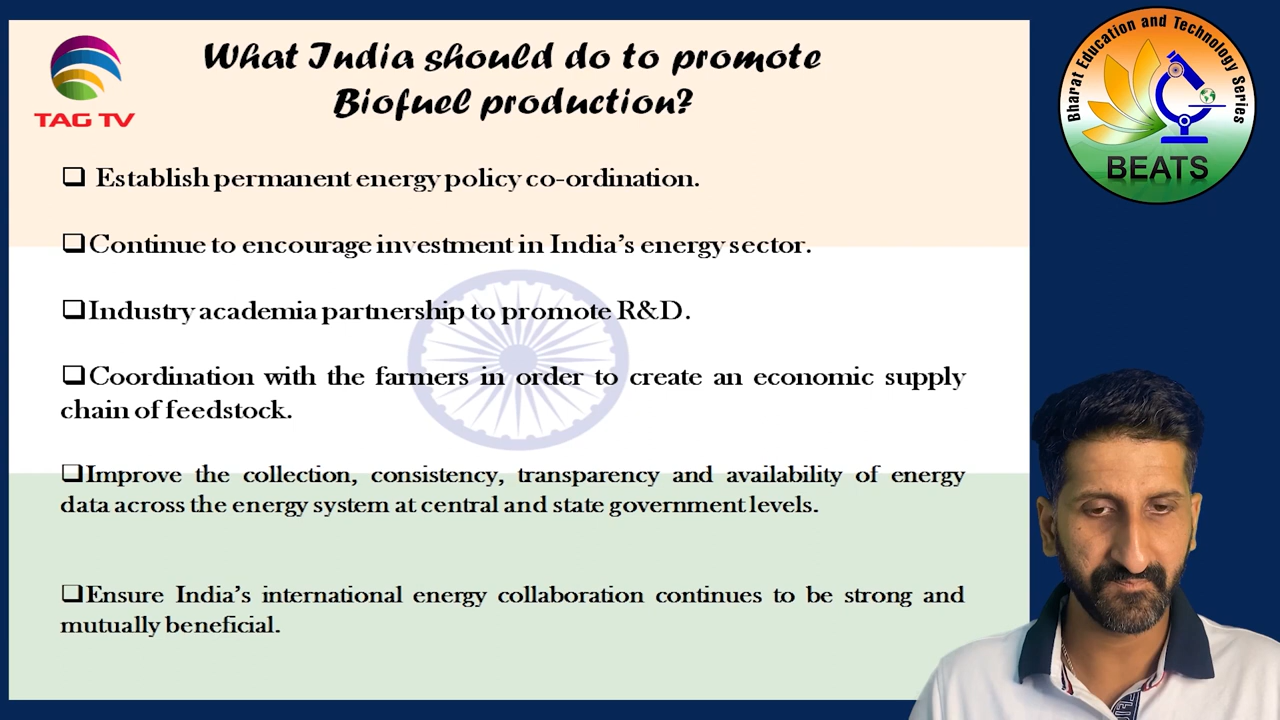 What India should do to promote
Biofuel production?
TAG TV
Bharat Education and Technology Series
BEATS
❑ Establish permanent energy policy co-ordination.
❑Continue to encourage investment in India’s energy sector.
❑Industry academia partnership to promote R&D.
❑Coordination with the farmers in order to create an economic supply
chain of feedstock.
❑Improve the collection, consistency, transparency and availability of energy
data across the energy system at central and state government levels.
❑Ensure India’s international energy collaboration continues to be strong and
mutually beneficial.